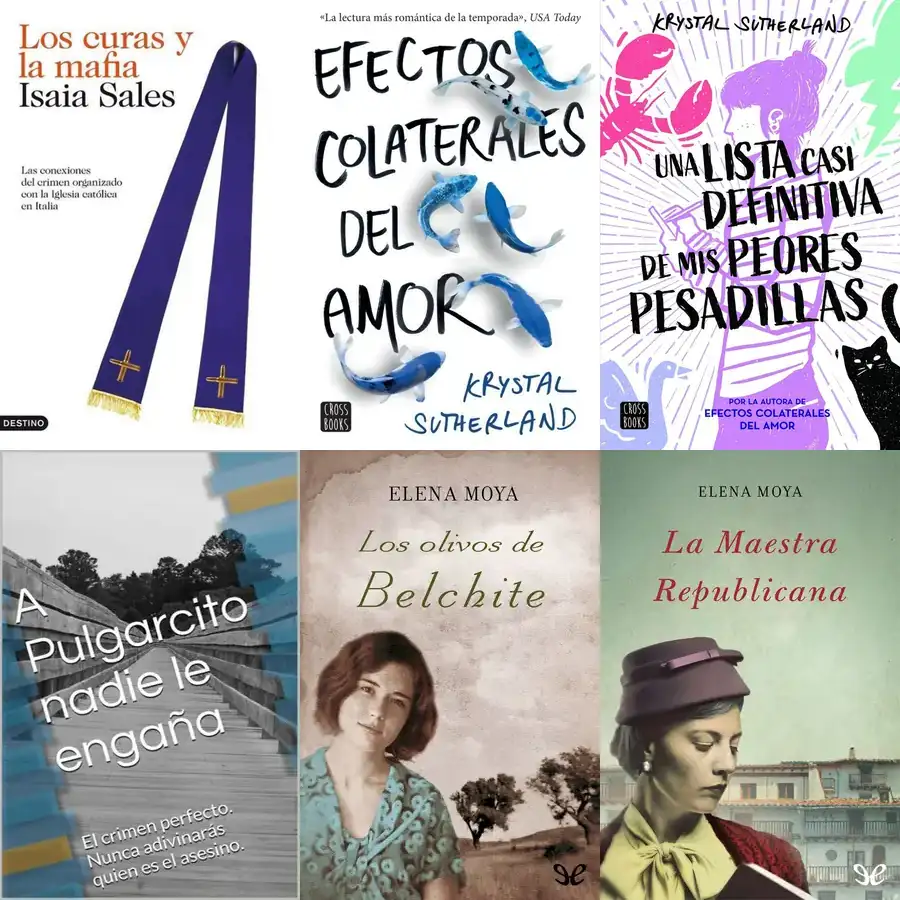 Los curas y
la mafia
Isaia Sales
Las conexiones
del crimen organizado
con la Iglesia católica
en Italia
DESTINO
«La lectura más romántica de la temporada», USA Today
EFECTOS
COLATERALES
DEL
AMOR
KRYSTAL
SUTHERLAND
CROSS
BOOKS
KRYSTAL SUTHERLAND
UNA LISTA CASI
DEFINITIVA
DE MIS PEORES
PESADILLAS
POR LA AUTORA DE
EFECTOS COLATERALES
DEL AMOR
CROSS
BOOKS
A
Pulgarcito
nadie le
engaña
El crimen perfecto.
Nunca adivinarás
quien es el asesino.
ELENA MOYA
Los olivos de
Belchite
ELENA MOYA
La Maestra
Republicana